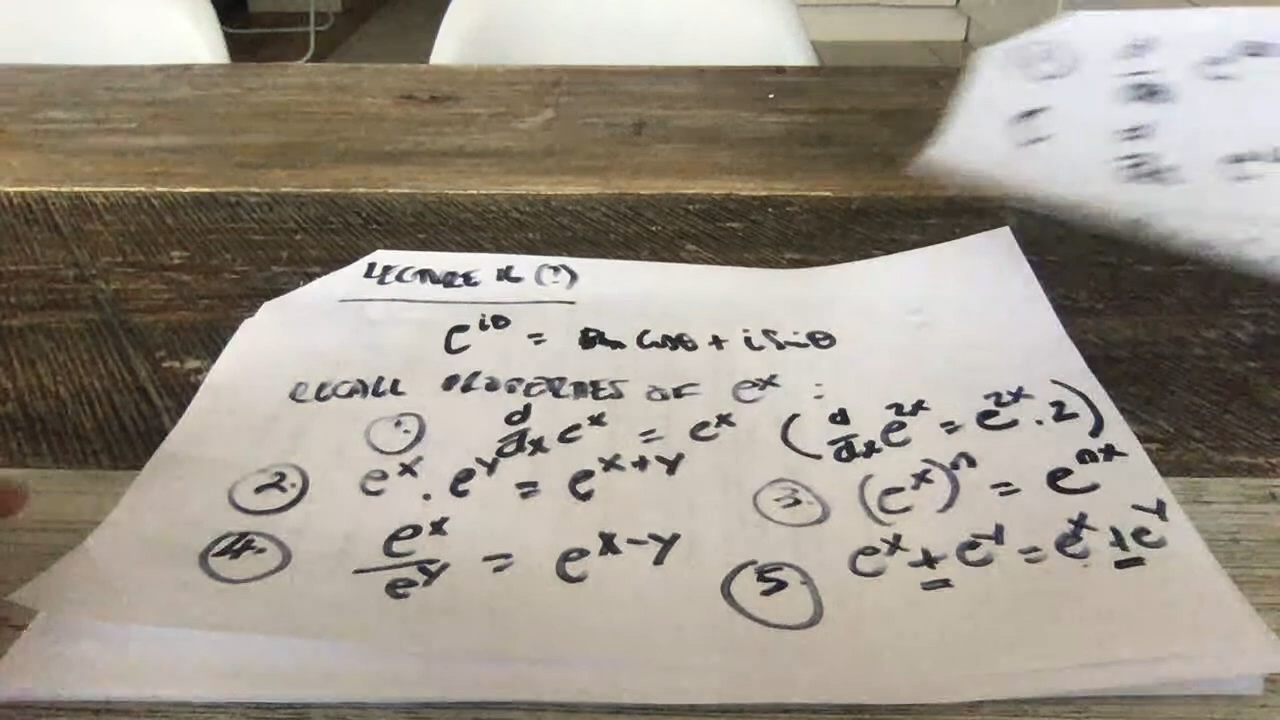 LECTURE 16 (?)
e^{iθ} = cosθ + i sinθ
RECALL PROPERTIES OF e^x :
1. d/dx e^x = e^x (d/dx e^{2x} = e^{2x} . 2)
2. e^x . e^y = e^{x+y} 3. (e^x)^n = e^{nx}
4. e^x/e^y = e^{x-y} 5. e^x + e^y = e^x + e^y